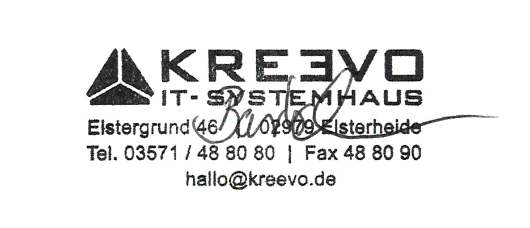 KREEVO
IT-SYSTEMHAUS
Elstergrund 46 02979 Elsterheide
Tel. 03571 / 48 80 80 | Fax 48 80 90
hallo@kreevo.de